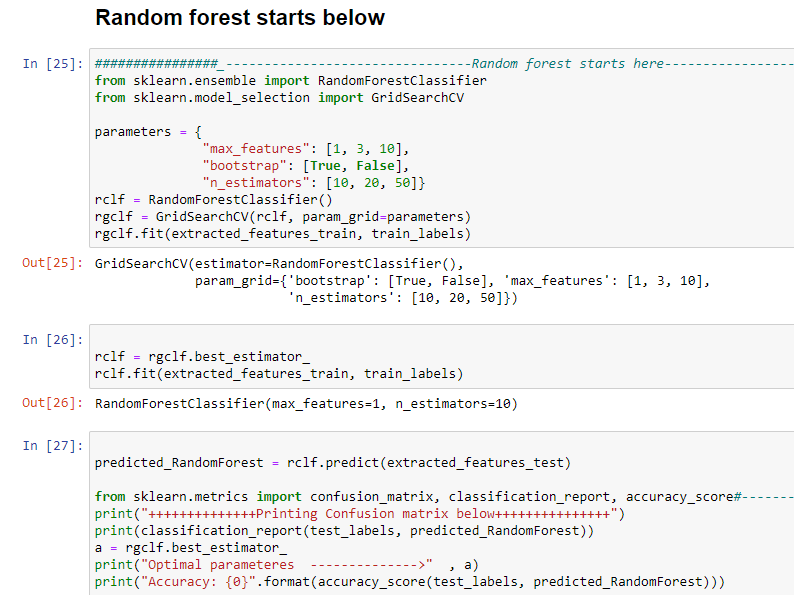 Random forest starts below
In [25]: ################_-------------------------------Random forest starts here-----------------
from sklearn.ensemble import RandomForestClassifier
from sklearn.model_selection import GridSearchCV
parameters = {
"max_features": [1, 3, 10],
"bootstrap": [True, False],
"n_estimators": [10, 20, 50]}
rclf = RandomForestClassifier()
rgclf = GridSearchCV(rclf, param_grid=parameters)
rgclf.fit(extracted_features_train, train_labels)
Out[25]: GridSearchCV(estimator=RandomForestClassifier(),
param_grid={'bootstrap': [True, False], 'max_features': [1, 3, 10],
'n_estimators': [10, 20, 50]})
In [26]:
rclf = rgclf.best_estimator_
rclf.fit(extracted_features_train, train_labels)
Out[26]: RandomForestClassifier(max_features=1, n_estimators=10)
In [27]:
predicted_RandomForest = rclf.predict(extracted_features_test)
from sklearn.metrics import confusion_matrix, classification_report, accuracy_score#-------
print("++++++++++++++Printing Confusion matrix below+++++++++++++++")
print(classification_report(test_labels, predicted_RandomForest))
a = rgclf.best_estimator_
print("Optimal parameteres  -------------->"  , a)
print("Accuracy: {0}".format(accuracy_score(test_labels, predicted_RandomForest)))